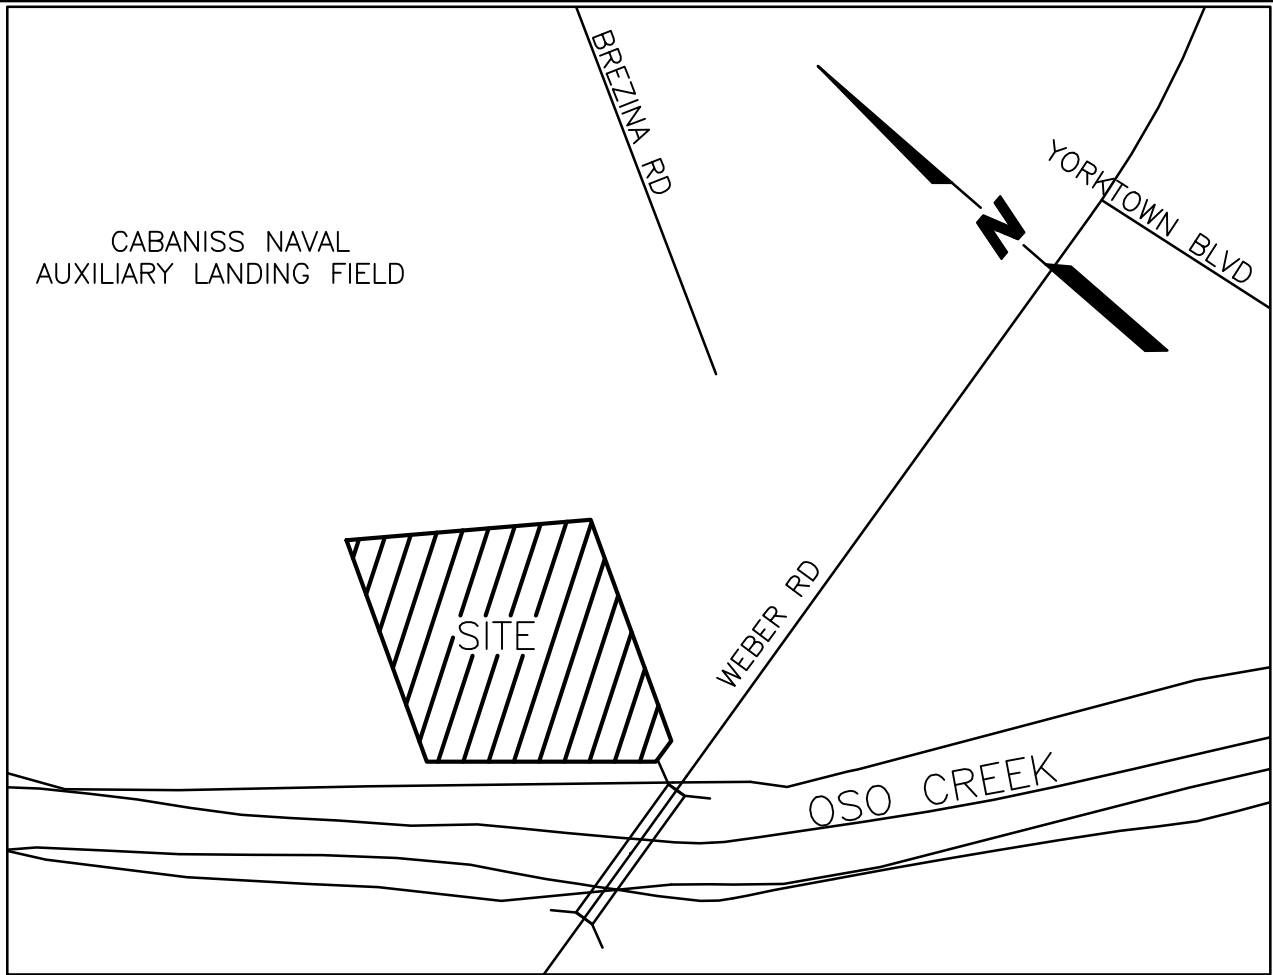 BREZINA RD
YORKTOWN BLVD
N
CABANISS NAVAL
AUXILIARY LANDING FIELD
SITE
WEBER RD
OSO CREEK